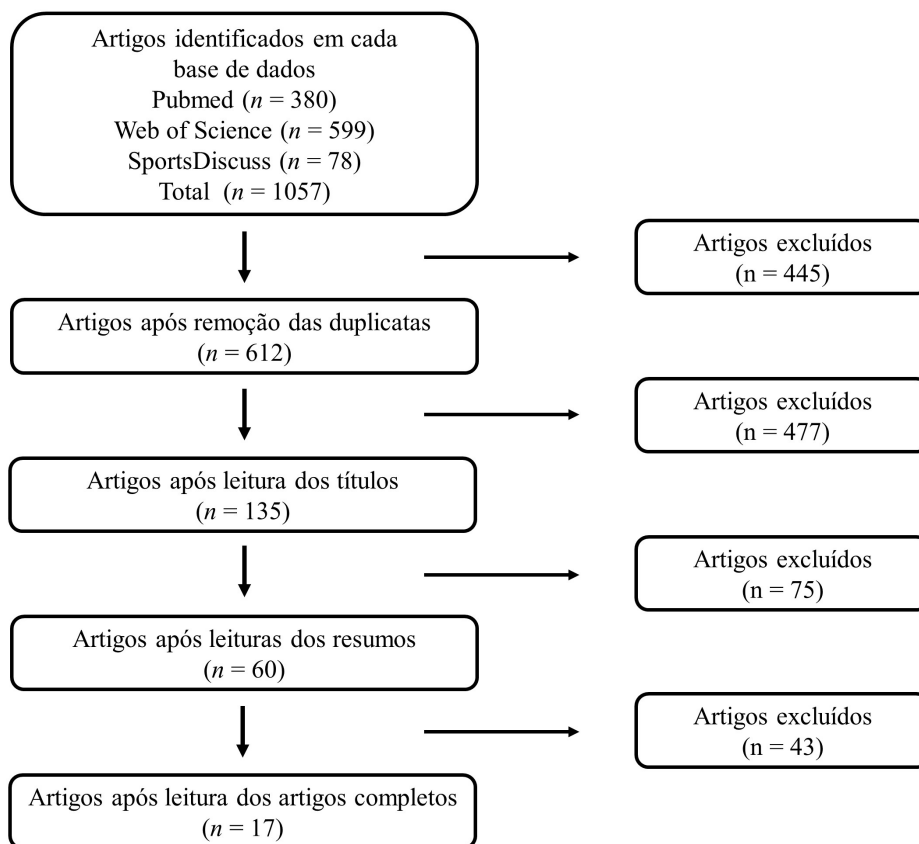 Artigos identificados em cada
base de dados
Pubmed (n = 380)
Web of Science (n = 599)
SportsDiscuss (n = 78)
Total (n = 1057)
Artigos excluídos
(n = 445)
Artigos após remoção das duplicatas
(n = 612)
Artigos excluídos
(n = 477)
Artigos após leitura dos títulos
(n = 135)
Artigos excluídos
(n = 75)
Artigos após leituras dos resumos
(n = 60)
Artigos excluídos
(n = 43)
Artigos após leitura dos artigos completos
(n = 17)